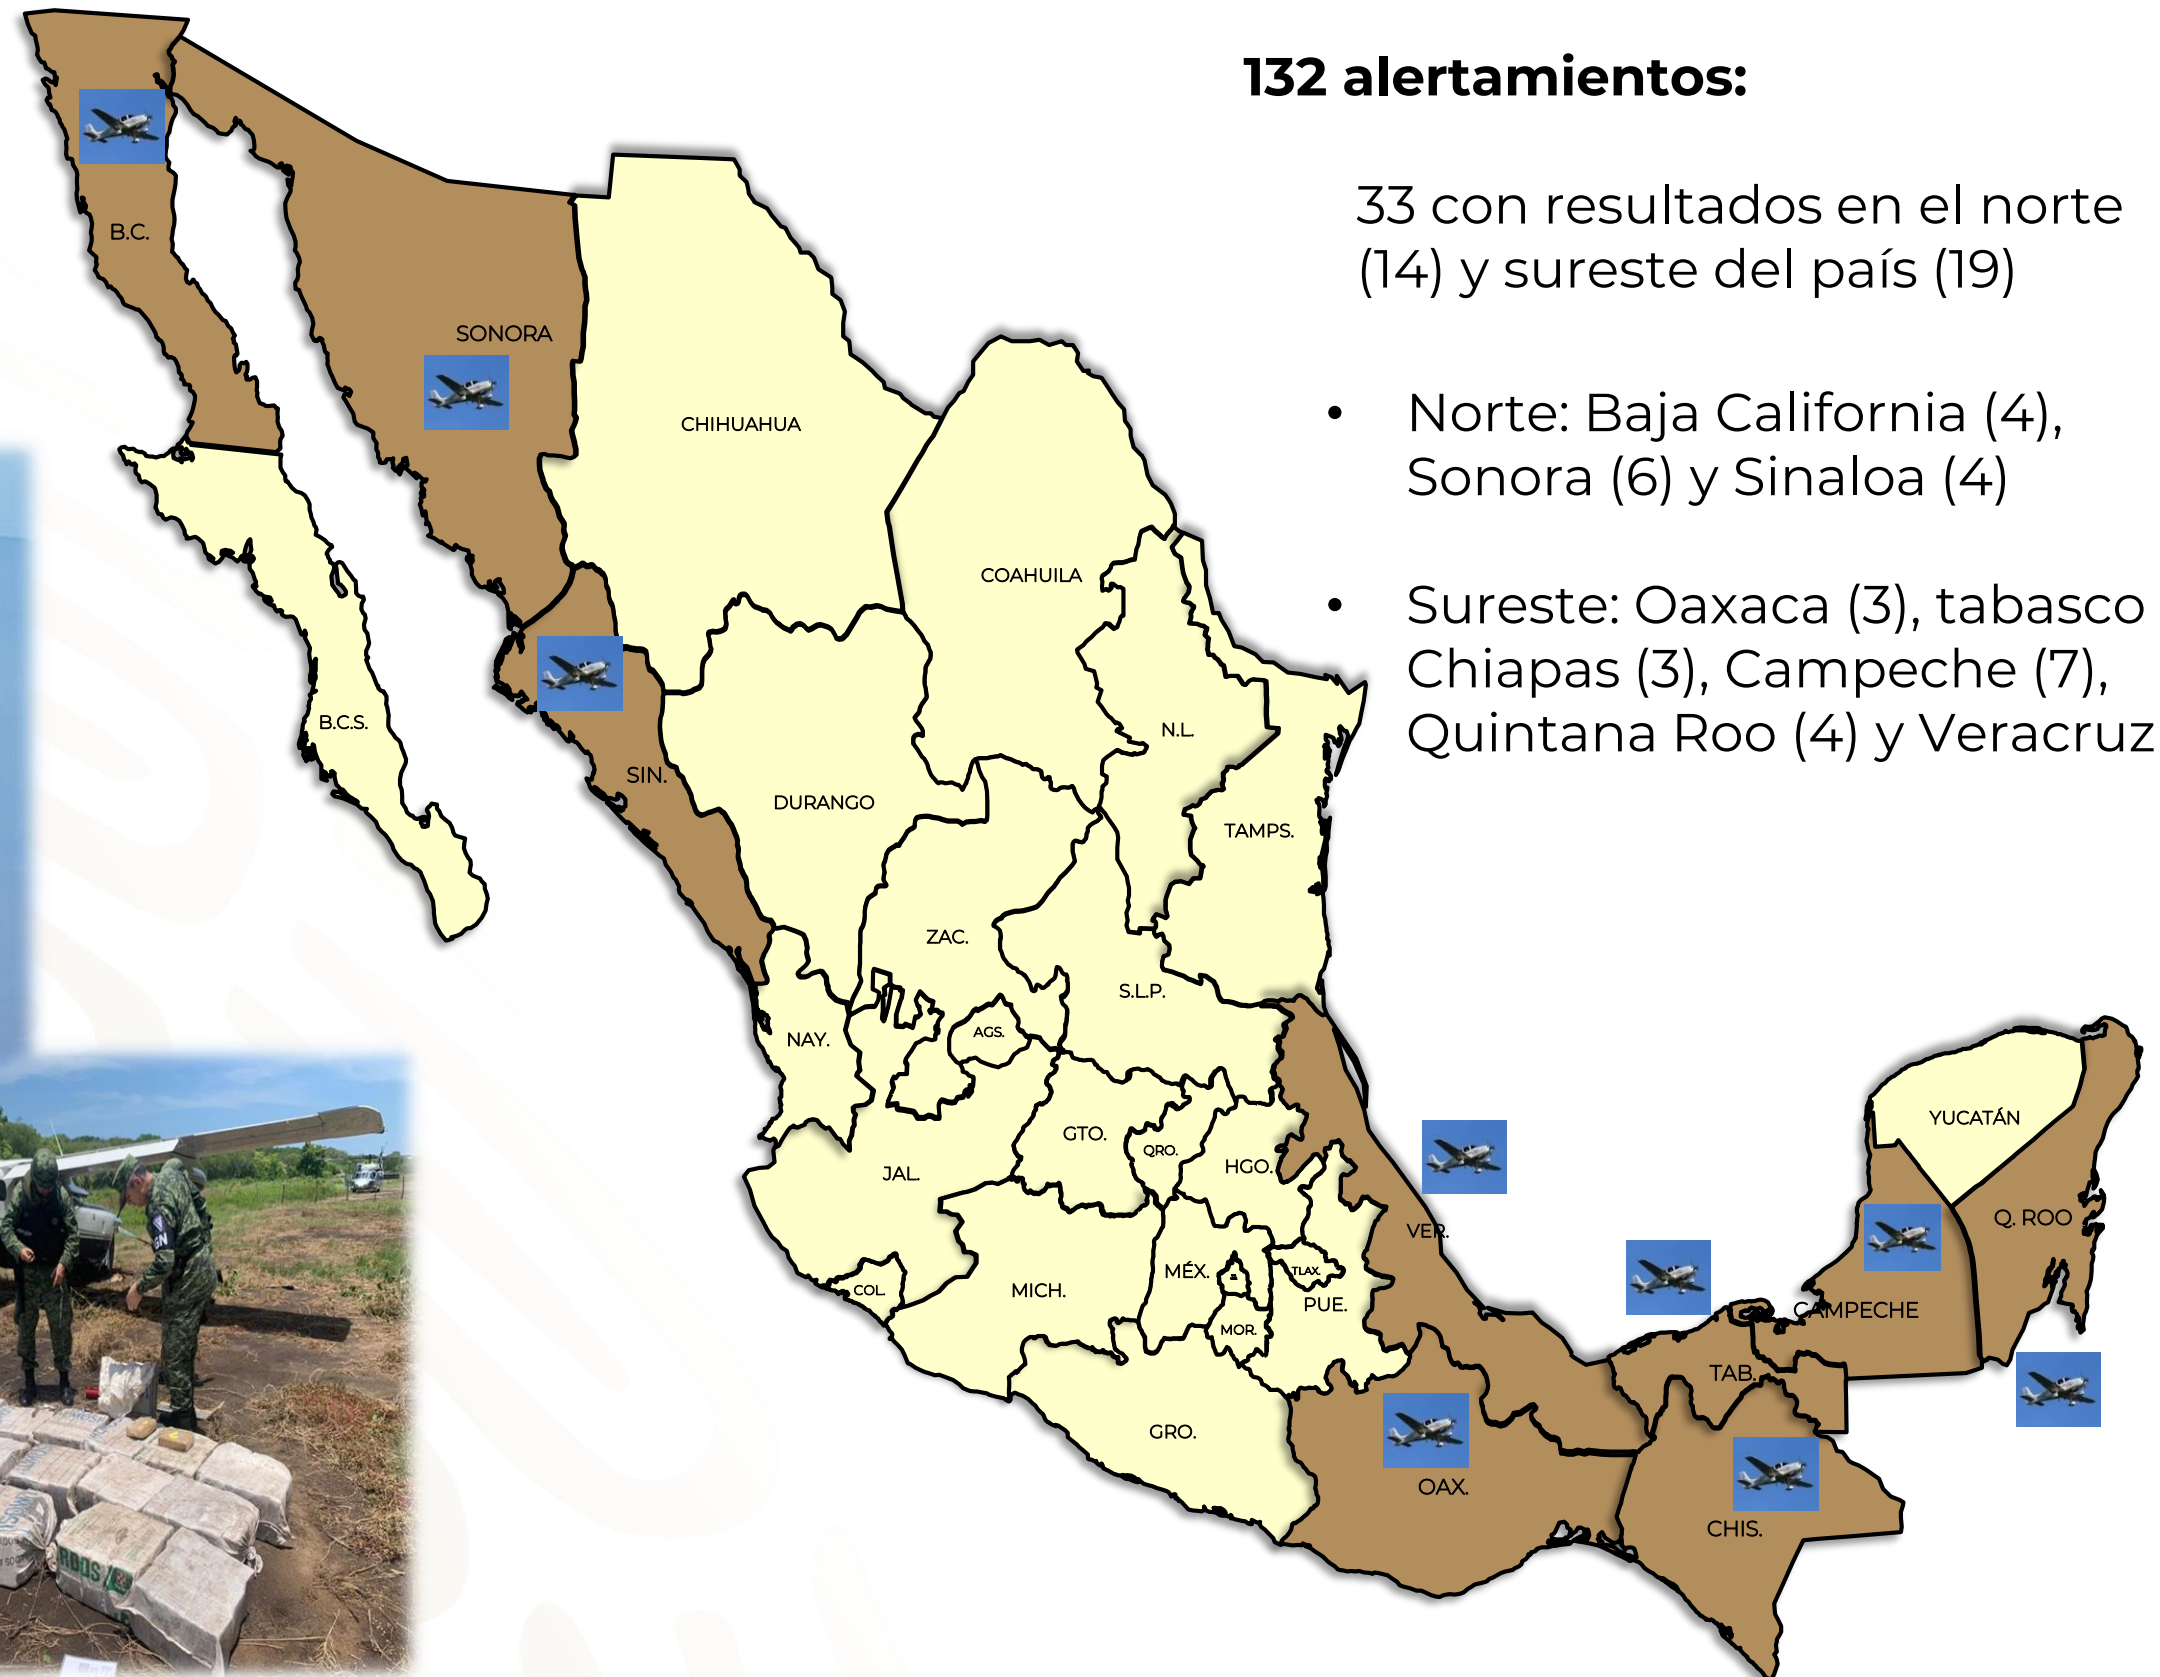 132 alertamientos:
33 con resultados en el norte
(14) y sureste del país (19)
• Norte: Baja California (4),
Sonora (6) y Sinaloa (4)
• Sureste: Oaxaca (3), tabasco
Chiapas (3), Campeche (7),
Quintana Roo (4) y Veracruz
B.C.
SONORA
CHIHUAHUA
COAHUILA
B.C.S.
N.L.
SIN.
DURANGO
TAMPS.
ZAC.
S.L.P.
NAY.
AGS.
YUCATÁN
GTO.
QRO.
HGO.
JAL.
Q. ROO
VER.
MÉX.
TLAX.
COL.
MICH.
PUE.
CAMPECHE
MOR.
TAB.
GRO.
OAX.
CHIS.
GN